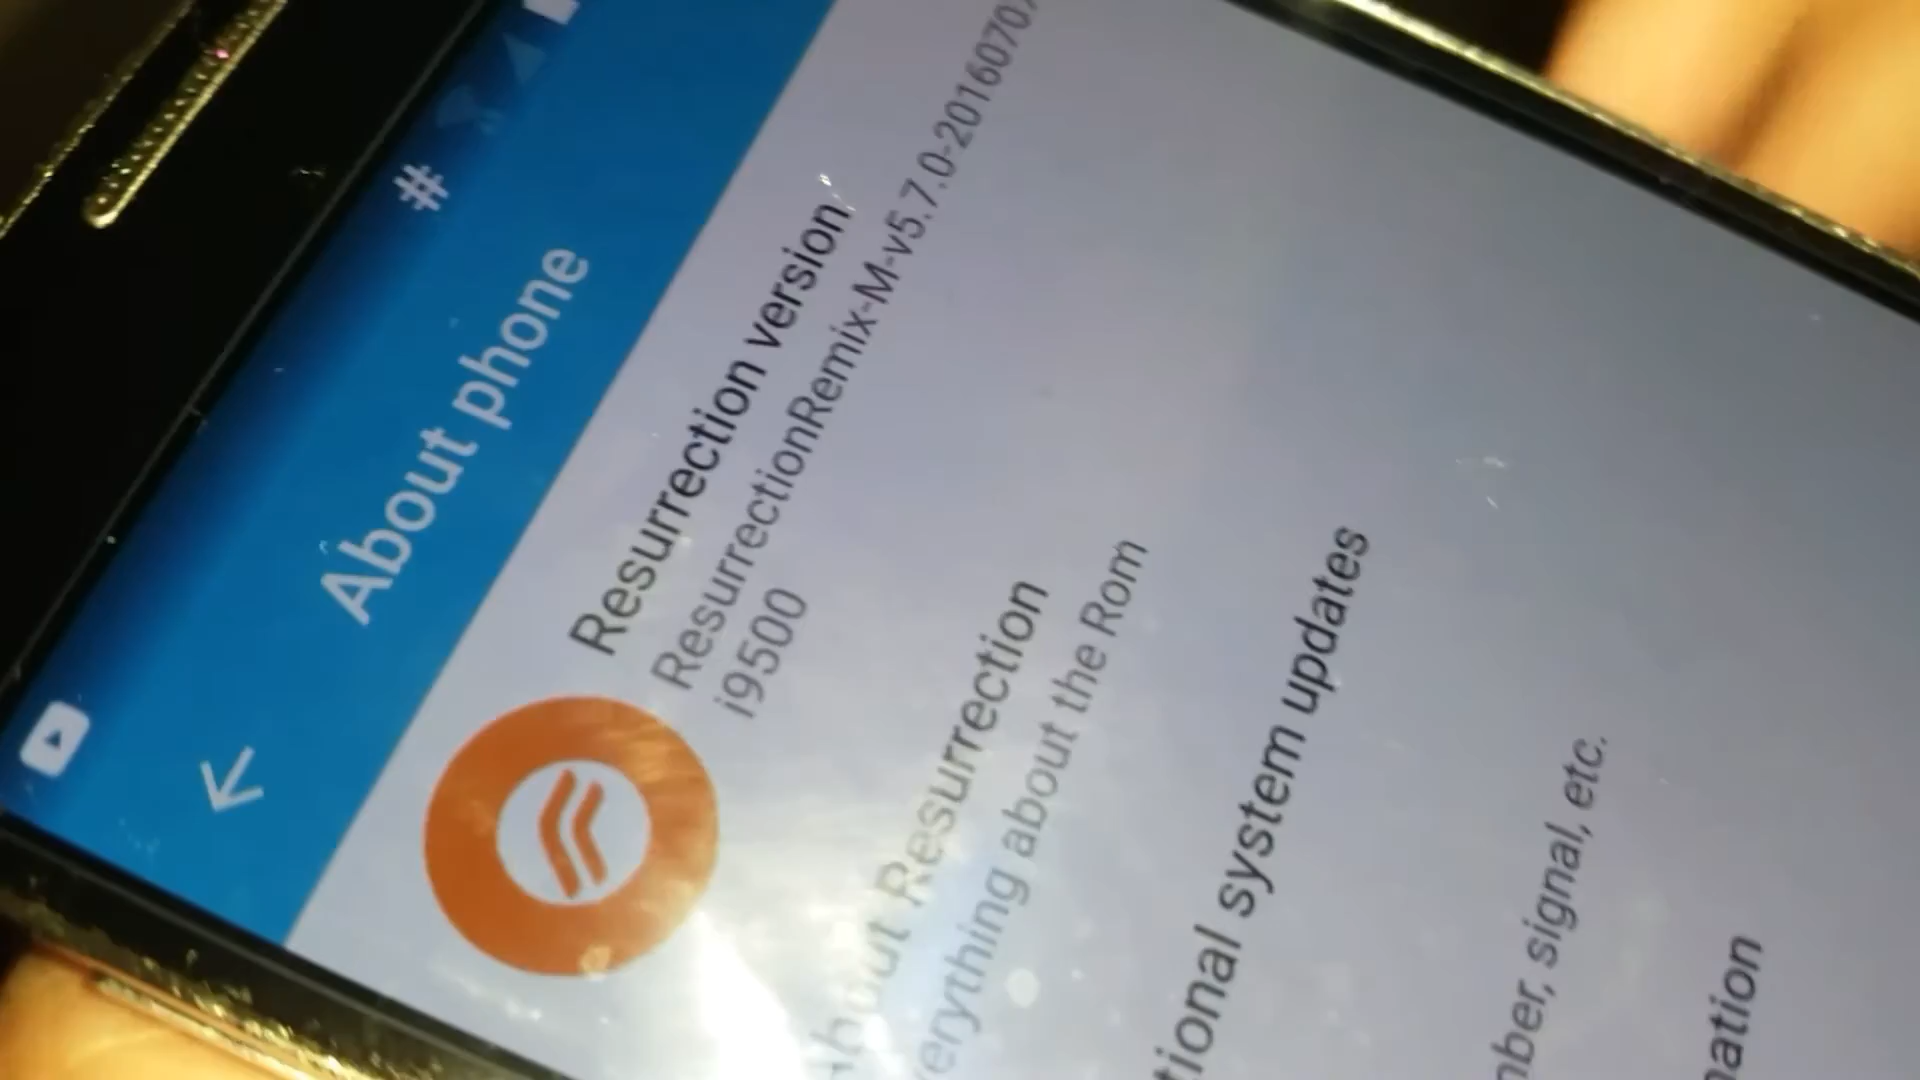 #
About phone
Resurrection version
ResurrectionRemix-M-v5.7.0-2016070
i9500
About Resurrection
erything about the Rom
tional system updates
mber, signal, etc.
nation